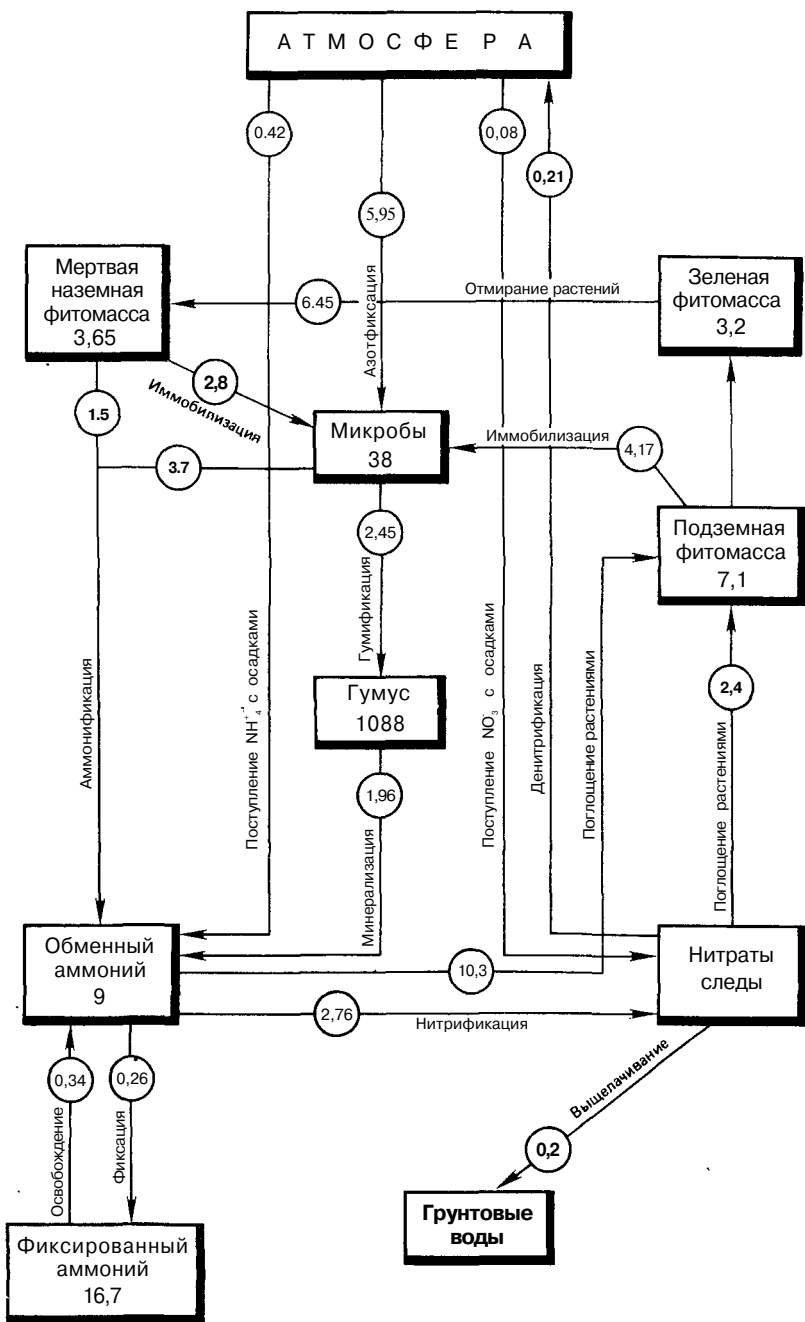 АТМОСФЕРА
0.42
0,08
0,21
5,95
Мертвая
наземная
фитомасса
3,65
6.45
Отмирание растений
Зеленая
фитомасса
3,2
Азотфиксация
2,8
Иммобилизация
1.5
Микробы
38
Иммобилизация
4,17
3.7
2,45
Гумификация
Подземная
фитомасса
7,1
Аммонификация
Поступление NH₄⁺ с осадками
Гумус
1088
Поступление NO₃ с осадками
Денитрификация
Поглощение растениями
2,4
Поглощение растениями
1,96
Минерализация
Обменный
аммоний
9
10,3
Нитраты
следы
2,76
Нитрификация
0,34
0,26
Освобождение
Фиксация
Выщелачивание
0,2
Грунтовые
воды
Фиксированный
аммоний
16,7